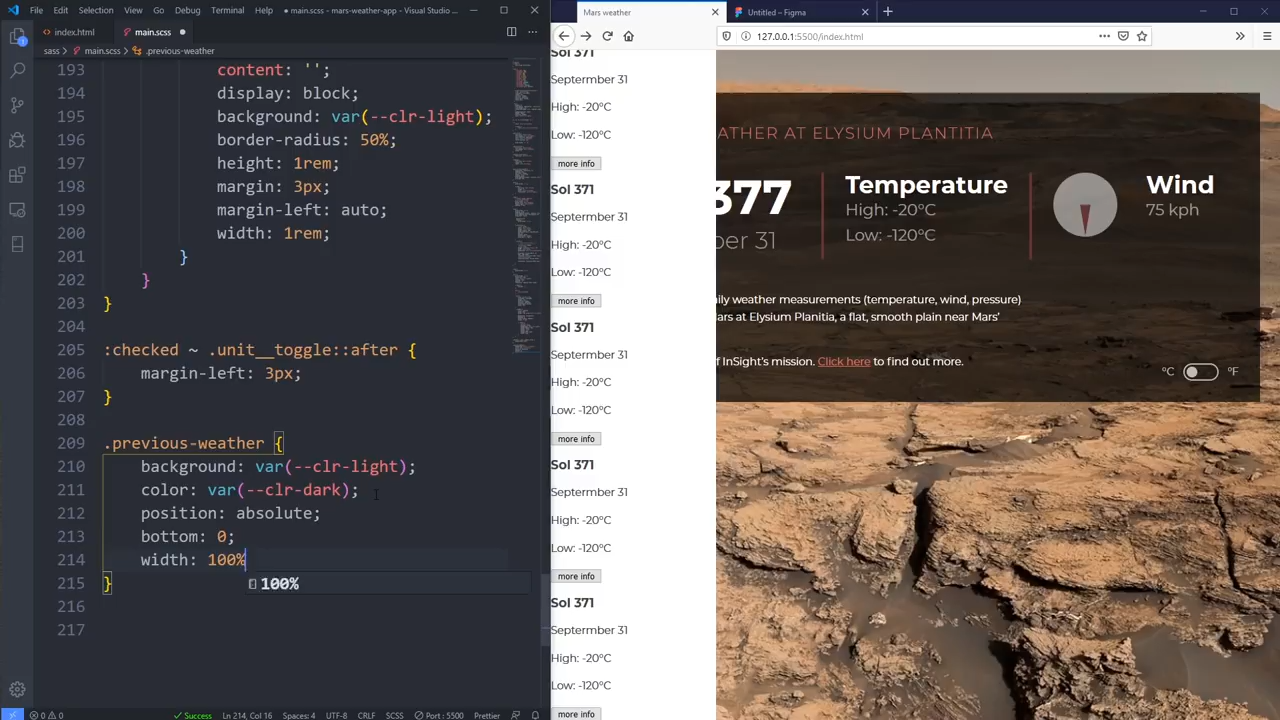 File Edit Selection View Go Debug Terminal Help ● main.scss - mars-weather-app - Visual Studio ...
index.html
main.scss ●
sass > main.scss > .previous-weather
193 content: '';
194 display: block;
195 background: var(--clr-light);
196 border-radius: 50%;
197 height: 1rem;
198 margin: 3px;
199 margin-left: auto;
200 width: 1rem;
201 }
202 }
203 }
204
205 :checked ~ .unit__toggle::after {
206 margin-left: 3px;
207 }
208
209 .previous-weather {
210 background: var(--clr-light);
211 color: var(--clr-dark);
212 position: absolute;
213 bottom: 0;
214 width: 100%
100%
215 }
216
217
0 0 Success Ln 214, Col 16 Spaces: 4 UTF-8 CRLF SCSS Port : 5500 Prettier
Mars weather
Untitled – Figma
127.0.0.1:5500/index.html
Sol 371
Septermber 31
High: -20°C
Low: -120°C
more info
Sol 371
Septermber 31
High: -20°C
Low: -120°C
more info
Sol 371
Septermber 31
High: -20°C
Low: -120°C
more info
Sol 371
Septermber 31
High: -20°C
Low: -120°C
more info
Sol 371
Septermber 31
High: -20°C
Low: -120°C
more info
EATHER AT ELYSIUM PLANTITIA
377
ber 31
Temperature
High: -20°C
Low: -120°C
Wind
75 kph
ily weather measurements (temperature, wind, pressure)
Mars at Elysium Planitia, a flat, smooth plain near Mars'
f InSight's mission. Click here to find out more.
°C °F